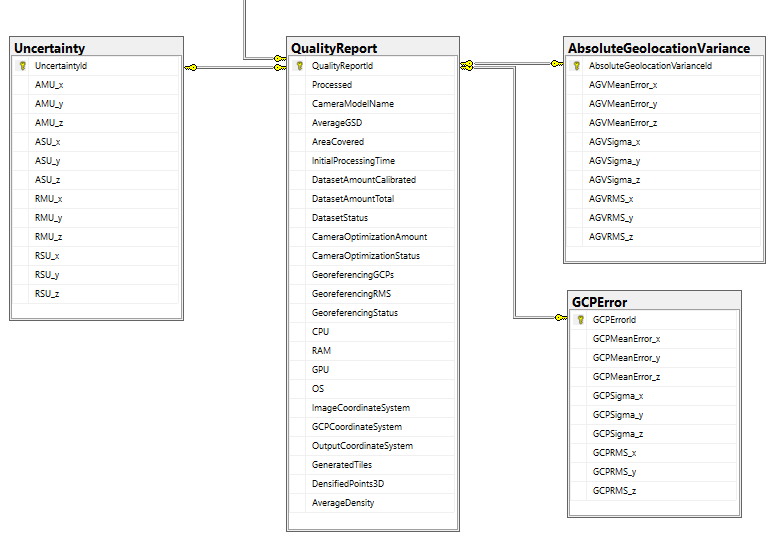 Uncertainty
UncertaintyId
AMU_x
AMU_y
AMU_z
ASU_x
ASU_y
ASU_z
RMU_x
RMU_y
RMU_z
RSU_x
RSU_y
RSU_z
QualityReport
QualityReportId
Processed
CameraModelName
AverageGSD
AreaCovered
InitialProcessingTime
DatasetAmountCalibrated
DatasetAmountTotal
DatasetStatus
CameraOptimizationAmount
CameraOptimizationStatus
GeoreferencingGCPs
GeoreferencingRMS
GeoreferencingStatus
CPU
RAM
GPU
OS
ImageCoordinateSystem
GCPCoordinateSystem
OutputCoordinateSystem
GeneratedTiles
DensifiedPoints3D
AverageDensity
AbsoluteGeolocationVariance
AbsoluteGeolocationVarianceId
AGVMeanError_x
AGVMeanError_y
AGVMeanError_z
AGVSigma_x
AGVSigma_y
AGVSigma_z
AGVRMS_x
AGVRMS_y
AGVRMS_z
GCPError
GCPErrorId
GCPMeanError_x
GCPMeanError_y
GCPMeanError_z
GCPSigma_x
GCPSigma_y
GCPSigma_z
GCPRMS_x
GCPRMS_y
GCPRMS_z